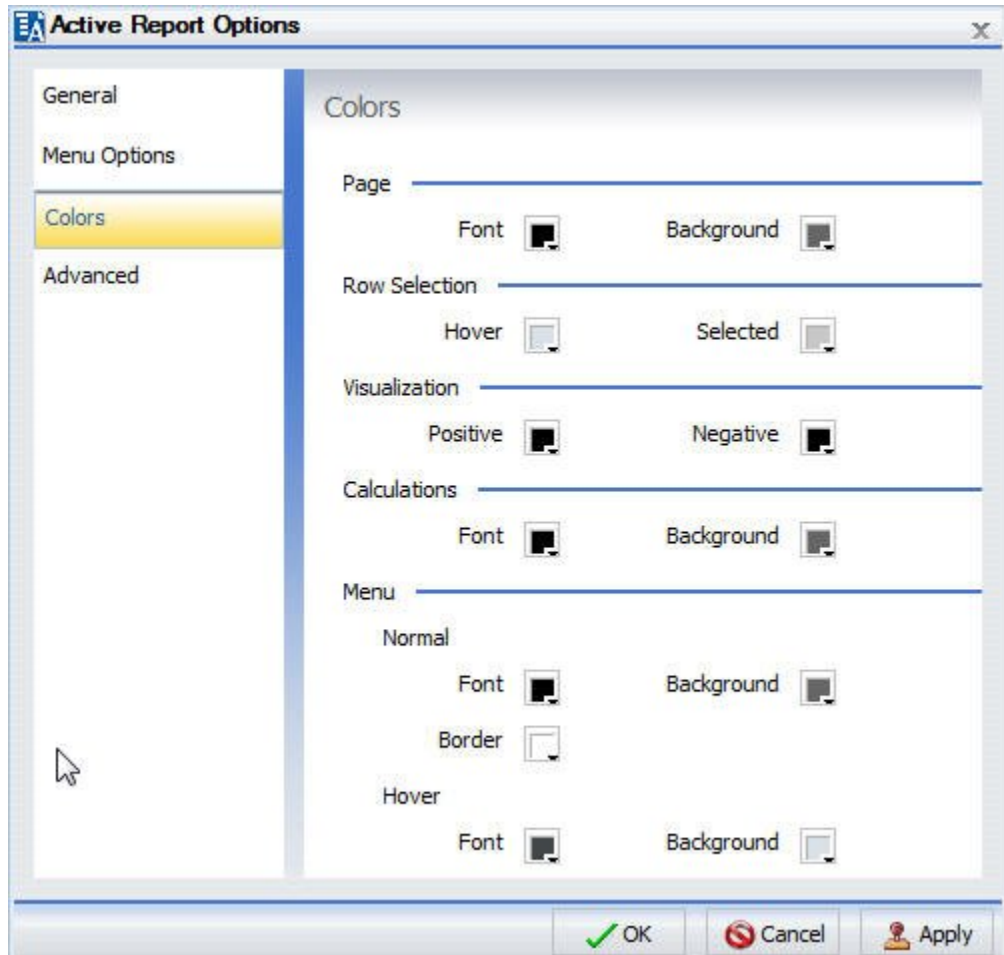 Active Report Options
General
Menu Options
Colors
Advanced
Colors
Page
Font Background
Row Selection
Hover Selected
Visualization
Positive Negative
Calculations
Font Background
Menu
Normal
Font Background
Border
Hover
Font Background
OK Cancel Apply